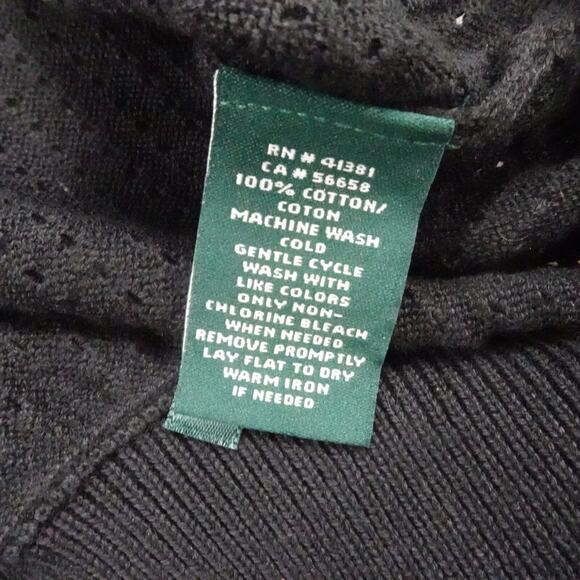 RN # 41381
CA # 56658
100% COTTON/
COTON
MACHINE WASH
COLD
GENTLE CYCLE
WASH WITH
LIKE COLORS
ONLY NON-
CHLORINE BLEACH
WHEN NEEDED
REMOVE PROMPTLY
LAY FLAT TO DRY
WARM IRON
IF NEEDED